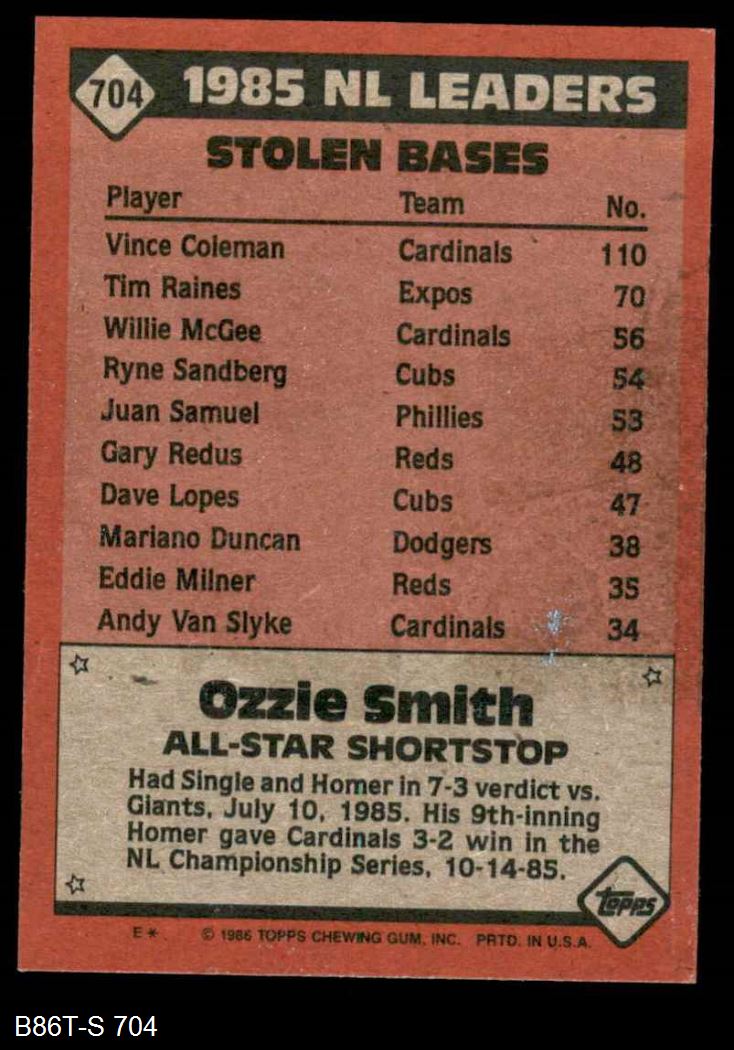 704 1985 NL LEADERS
STOLEN BASES
Player Team No.
Vince Coleman Cardinals 110
Tim Raines Expos 70
Willie McGee Cardinals 56
Ryne Sandberg Cubs 54
Juan Samuel Phillies 53
Gary Redus Reds 48
Dave Lopes Cubs 47
Mariano Duncan Dodgers 38
Eddie Milner Reds 35
Andy Van Slyke Cardinals 34
Ozzie Smith
ALL-STAR SHORTSTOP
Had Single and Homer in 7-3 verdict vs.
Giants, July 10, 1985. His 9th-inning
Homer gave Cardinals 3-2 win in the
NL Championship Series, 10-14-85.
topps
E* © 1986 TOPPS CHEWING GUM, INC. PRTD. IN U.S.A.
B86T-S 704